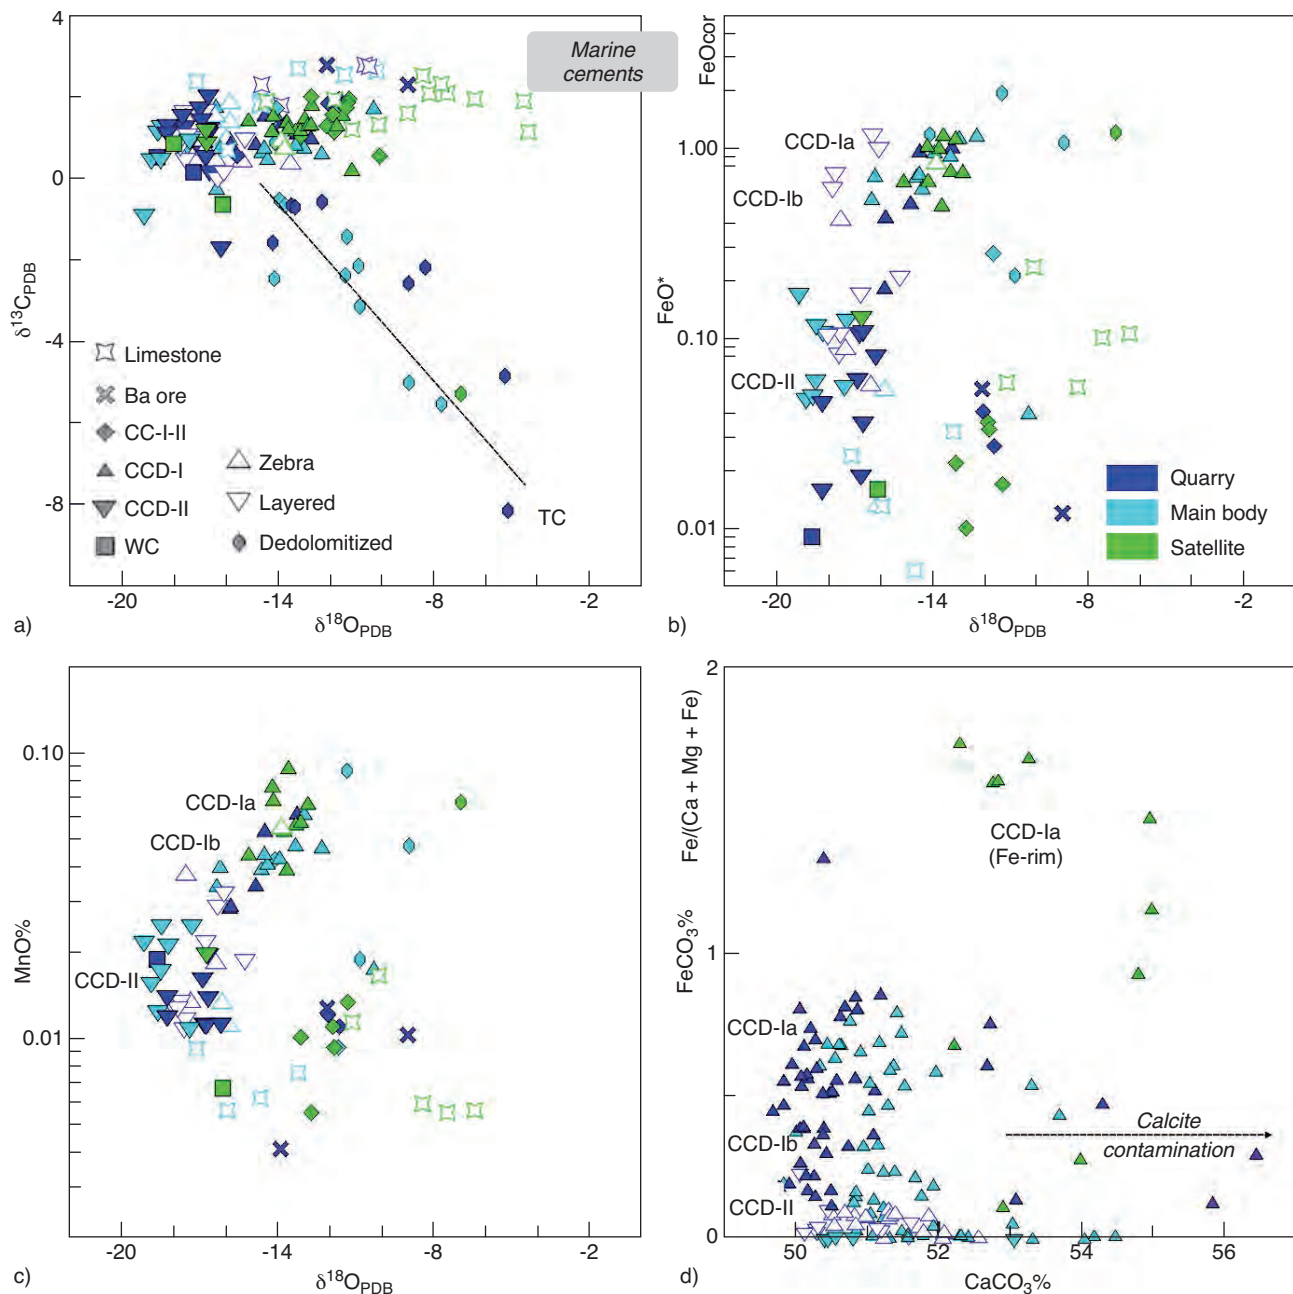 4
0
-4
-8
δ13CPDB
Marine
cements
Limestone
Ba ore
CC-I-II
CCD-I
CCD-II
WC
Zebra
Layered
Dedolomitized
TC
-20
-14
-8
-2
δ18OPDB
a)
FeOcor
1.00
0.10
0.01
FeO*
CCD-Ia
CCD-Ib
CCD-II
Quarry
Main body
Satellite
-20
-14
-8
-2
δ18OPDB
b)
0.10
0.01
MnO%
CCD-Ia
CCD-Ib
CCD-II
-20
-14
-8
-2
δ18OPDB
c)
2
1
0
Fe/(Ca + Mg + Fe)
FeCO3%
CCD-Ia
(Fe-rim)
CCD-Ia
CCD-Ib
CCD-II
Calcite
contamination
50
52
54
56
CaCO3%
d)